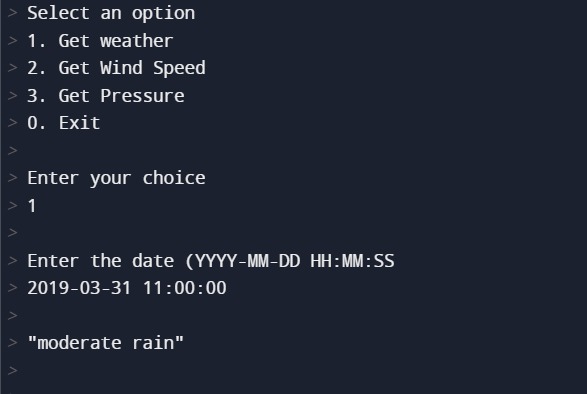 > Select an option
> 1. Get weather
> 2. Get Wind Speed
> 3. Get Pressure
> 0. Exit
>
> Enter your choice
> 1
>
> Enter the date (YYYY-MM-DD HH:MM:SS
> 2019-03-31 11:00:00
>
> "moderate rain"
>